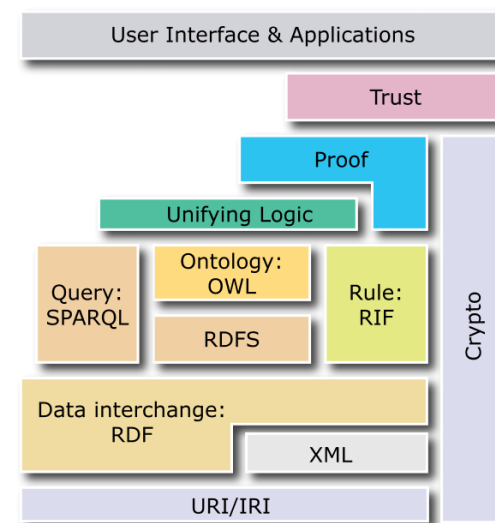 User Interface & Applications
Trust
Proof
Unifying Logic
Query:
SPARQL
Ontology:
OWL
RDFS
Rule:
RIF
Crypto
Data interchange:
RDF
XML
URI/IRI